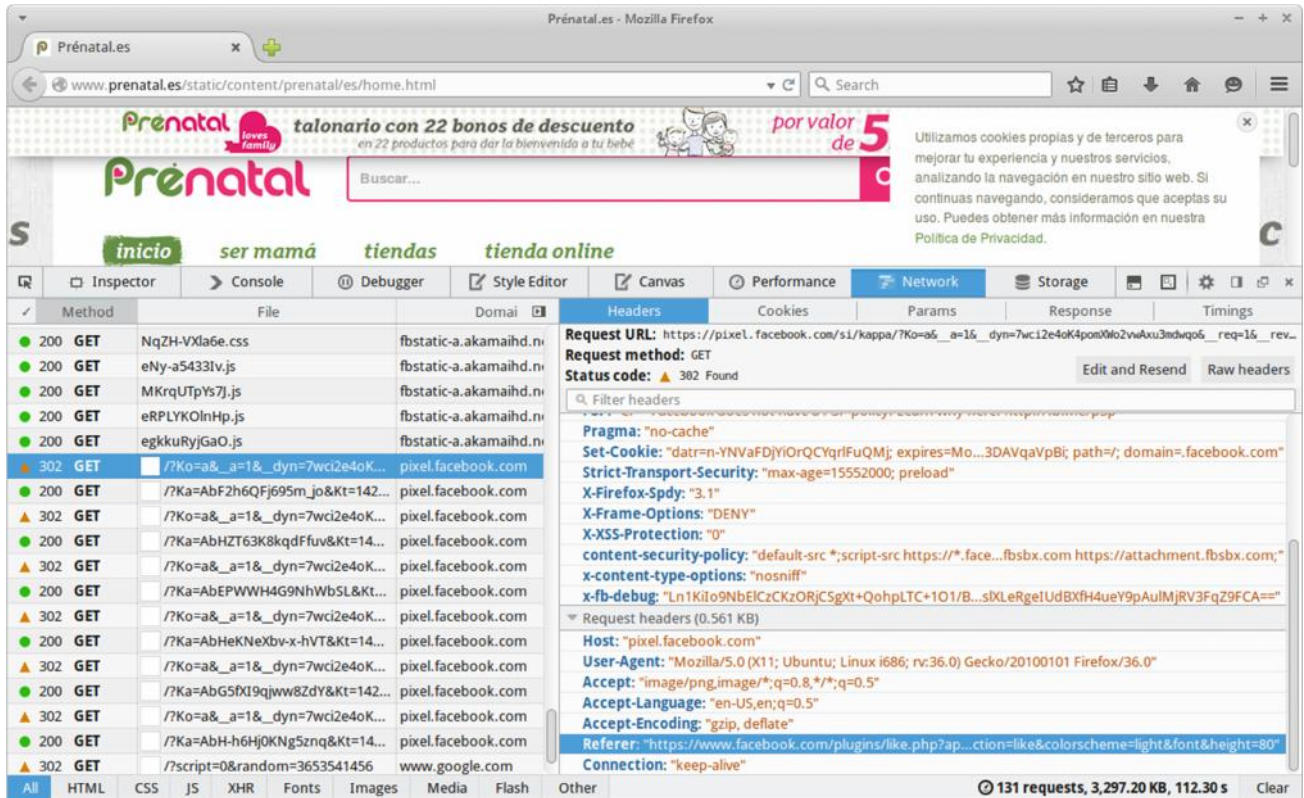 Prénatal.es - Mozilla Firefox
Prénatal.es
www.prenatal.es/static/content/prenatal/es/home.html
Search
Prénatal loves family
talonario con 22 bonos de descuento
en 22 productos para dar la bienvenida a tu bebé
por valor
de 5
Utilizamos cookies propias y de terceros para
mejorar tu experiencia y nuestros servicios,
analizando la navegación en nuestro sitio web. Si
continuas navegando, consideramos que aceptas su
uso. Puedes obtener más información en nuestra
Política de Privacidad.
Prénatal
Buscar...
s
c
inicio ser mamá tiendas tienda online
Inspector Console Debugger Style Editor Canvas Performance Network Storage
✓ Method File Domai
Headers Cookies Params Response Timings
200 GET NqZH-VXla6e.css fbstatic-a.akamaihd.n
200 GET eNy-a5433Iv.js fbstatic-a.akamaihd.n
200 GET MKrqUTpYs7J.js fbstatic-a.akamaihd.n
200 GET eRPLYKOlnHp.js fbstatic-a.akamaihd.n
200 GET egkkuRyjGaO.js fbstatic-a.akamaihd.n
302 GET /?Ko=a&__a=1&__dyn=7wci2e4oK... pixel.facebook.com
200 GET /?Ka=AbF2h6QFj695m_jo&Kt=142... pixel.facebook.com
302 GET /?Ko=a&__a=1&__dyn=7wci2e4oK... pixel.facebook.com
200 GET /?Ka=AbHZT63K8kqdFfuv&Kt=14... pixel.facebook.com
302 GET /?Ko=a&__a=1&__dyn=7wci2e4oK... pixel.facebook.com
200 GET /?Ka=AbEPWWH4G9NhWbSL&Kt... pixel.facebook.com
302 GET /?Ko=a&__a=1&__dyn=7wci2e4oK... pixel.facebook.com
200 GET /?Ka=AbHeKNeXbv-x-hVT&Kt=14... pixel.facebook.com
302 GET /?Ko=a&__a=1&__dyn=7wci2e4oK... pixel.facebook.com
200 GET /?Ka=AbG5fXI9qjww8ZdY&Kt=142... pixel.facebook.com
302 GET /?Ko=a&__a=1&__dyn=7wci2e4oK... pixel.facebook.com
200 GET /?Ka=AbH-h6Hj0KNg5znq&Kt=14... pixel.facebook.com
302 GET /?script=0&random=3653541456 www.google.com
Request URL: https://pixel.facebook.com/si/kappa/?Ko=a&__a=1&__dyn=7wci2e4oK4pomXWo2vwAxu3mdwqo&__req=1&__rev…
Request method: GET
Status code: 302 Found
Edit and Resend Raw headers
Filter headers
Pragma: "no-cache"
Set-Cookie: "datr=n-YNVaFDJYiOrQCYqrlFuQMj; expires=Mo...3DAVqaVpBi; path=/; domain=.facebook.com"
Strict-Transport-Security: "max-age=15552000; preload"
X-Firefox-Spdy: "3.1"
X-Frame-Options: "DENY"
X-XSS-Protection: "0"
content-security-policy: "default-src *;script-src https://*.face...fbsbx.com https://attachment.fbsbx.com;"
x-content-type-options: "nosniff"
x-fb-debug: "Ln1KiIo9NbElCzCKzORjCSgXt+QohpLTC+1O1/B...slXLeRgeIUdBXfH4ueY9pAulMjRV3FqZ9FCA=="
Request headers (0.561 KB)
Host: "pixel.facebook.com"
User-Agent: "Mozilla/5.0 (X11; Ubuntu; Linux i686; rv:36.0) Gecko/20100101 Firefox/36.0"
Accept: "image/png,image/*;q=0.8,*/*;q=0.5"
Accept-Language: "en-US,en;q=0.5"
Accept-Encoding: "gzip, deflate"
Referer: "https://www.facebook.com/plugins/like.php?ap...ction=like&colorscheme=light&font&height=80"
Connection: "keep-alive"
All HTML CSS JS XHR Fonts Images Media Flash Other 131 requests, 3,297.20 KB, 112.30 s Clear